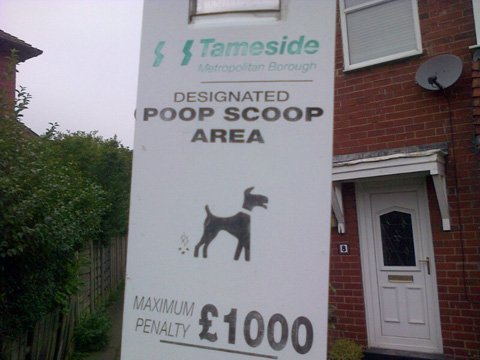 Tameside
Metropolitan Borough
DESIGNATED
POOP SCOOP
AREA
MAXIMUM
PENALTY £1000